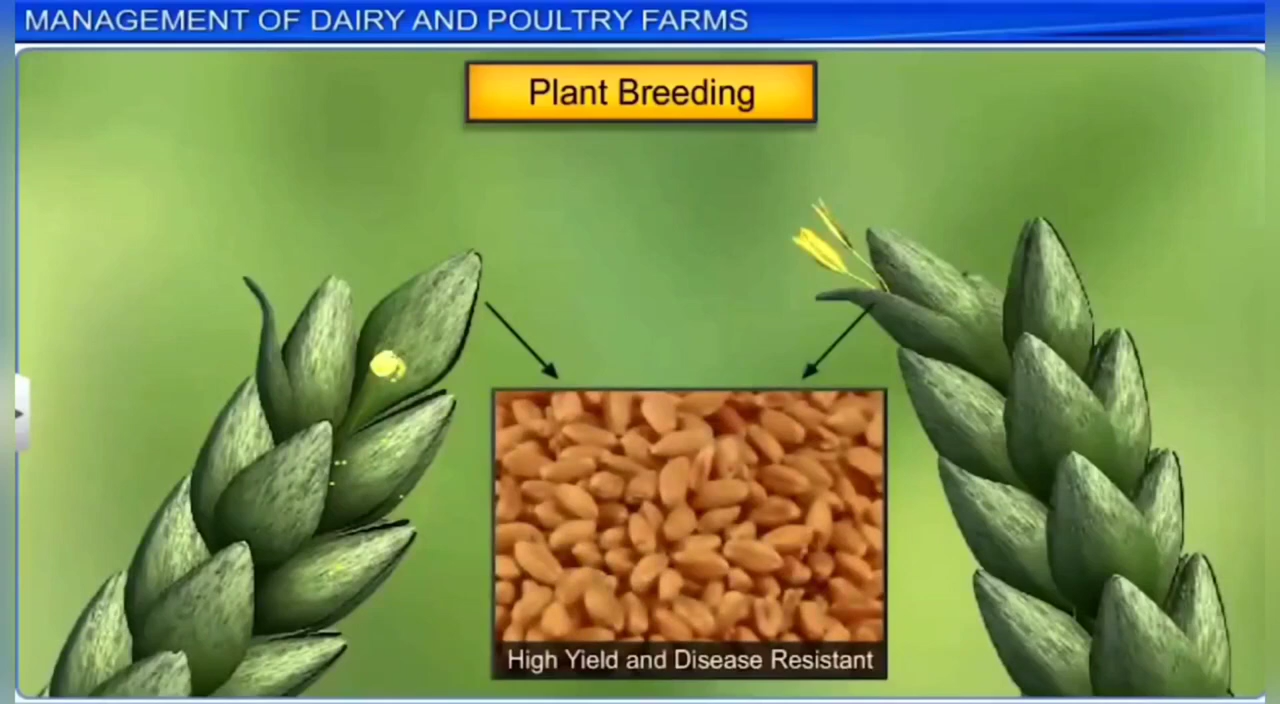 MANAGEMENT OF DAIRY AND POULTRY FARMS
Plant Breeding
High Yield and Disease Resistant